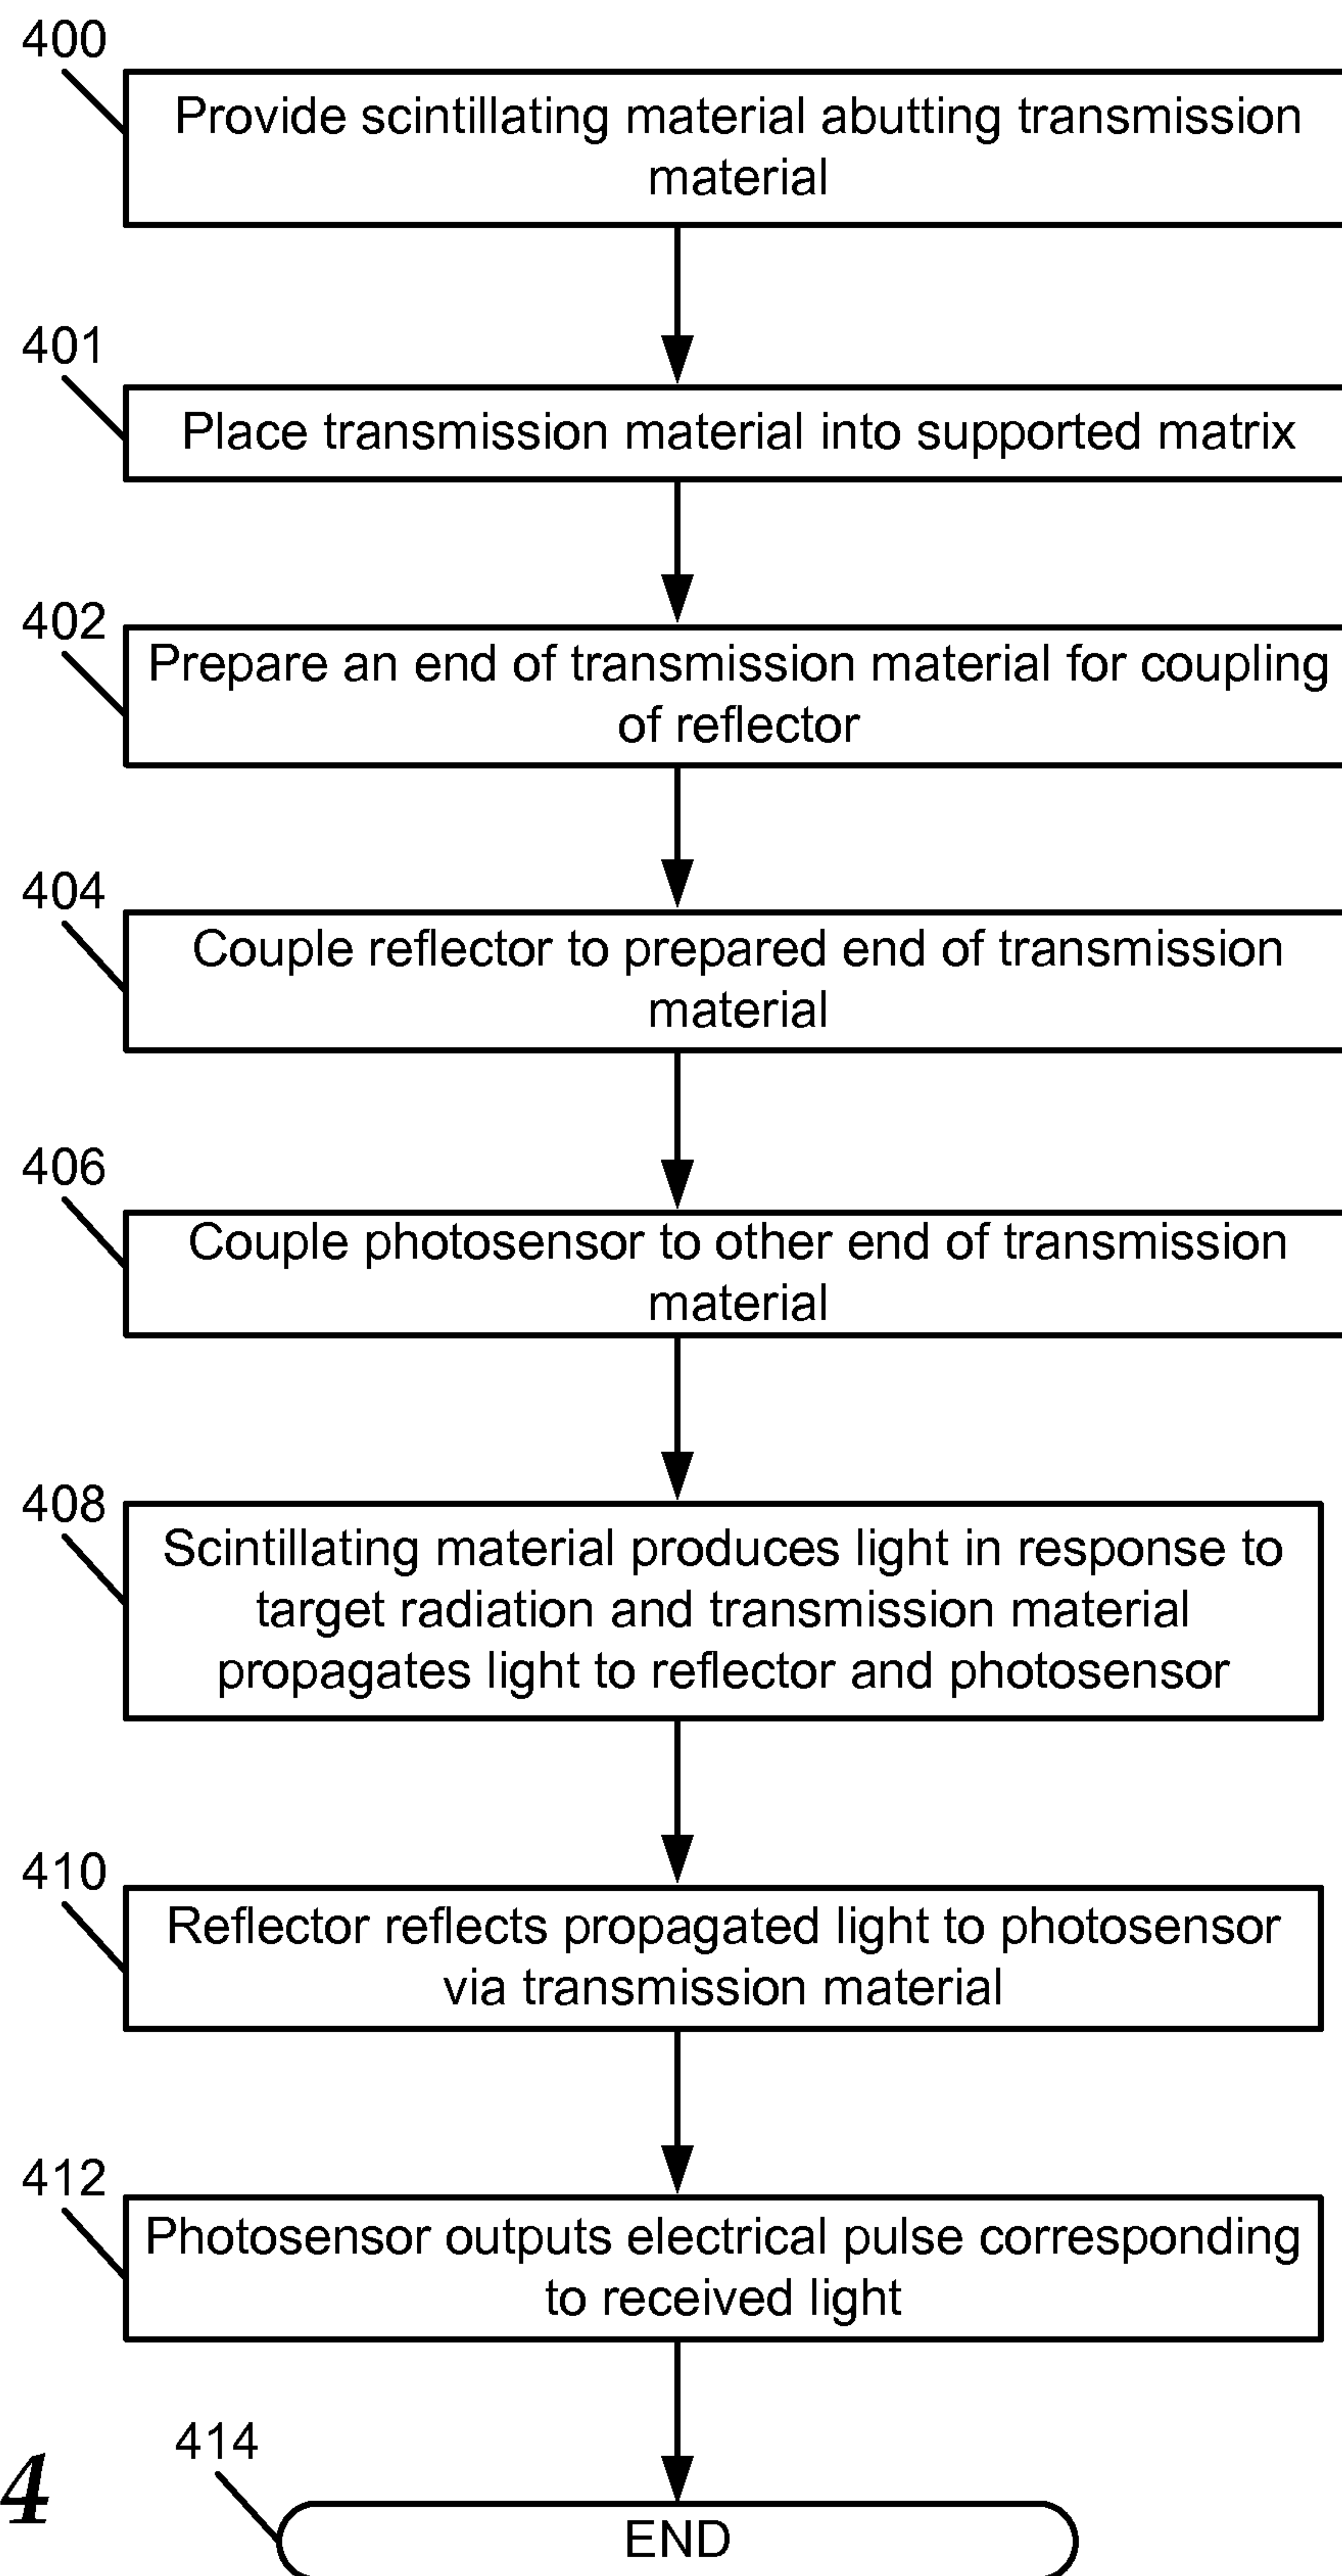 400
Provide scintillating material abutting transmission
material
401
Place transmission material into supported matrix
402
Prepare an end of transmission material for coupling
of reflector
404
Couple reflector to prepared end of transmission
material
406
Couple photosensor to other end of transmission
material
408
Scintillating material produces light in response to
target radiation and transmission material
propagates light to reflector and photosensor
410
Reflector reflects propagated light to photosensor
via transmission material
412
Photosensor outputs electrical pulse corresponding
to received light
414
END
4